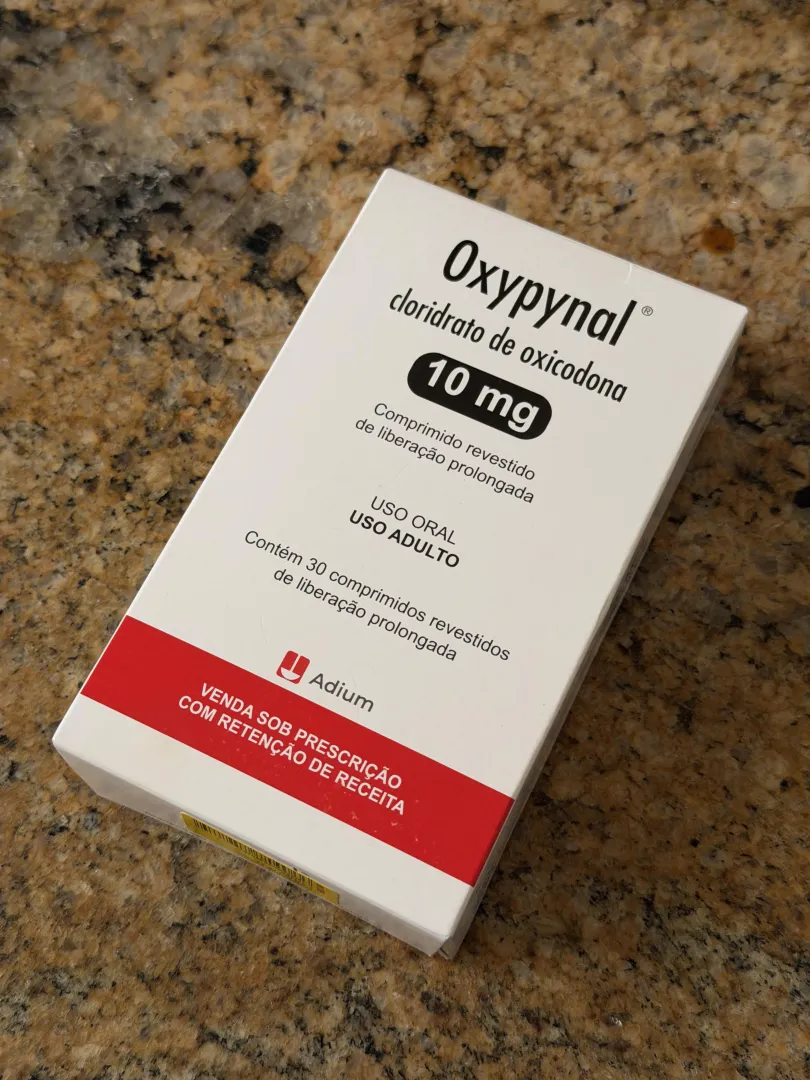 Oxypynal®
cloridrato de oxicodona
10 mg
Comprimido revestido
de liberação prolongada
USO ORAL
USO ADULTO
Contém 30 comprimidos revestidos
de liberação prolongada
Adium
VENDA SOB PRESCRIÇÃO
COM RETENÇÃO DE RECEITA